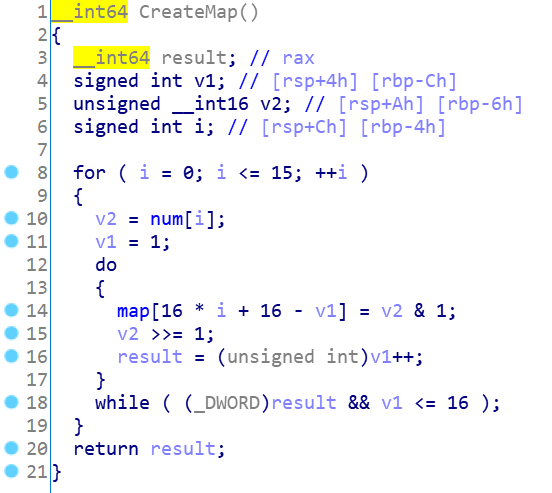 1 __int64 CreateMap()
2 {
3   __int64 result; // rax
4   signed int v1; // [rsp+4h] [rbp-Ch]
5   unsigned __int16 v2; // [rsp+Ah] [rbp-6h]
6   signed int i; // [rsp+Ch] [rbp-4h]
7
8   for ( i = 0; i <= 15; ++i )
9   {
10     v2 = num[i];
11     v1 = 1;
12     do
13     {
14       map[16 * i + 16 - v1] = v2 & 1;
15       v2 >>= 1;
16       result = (unsigned int)v1++;
17     }
18     while ( (_DWORD)result && v1 <= 16 );
19   }
20   return result;
21 }